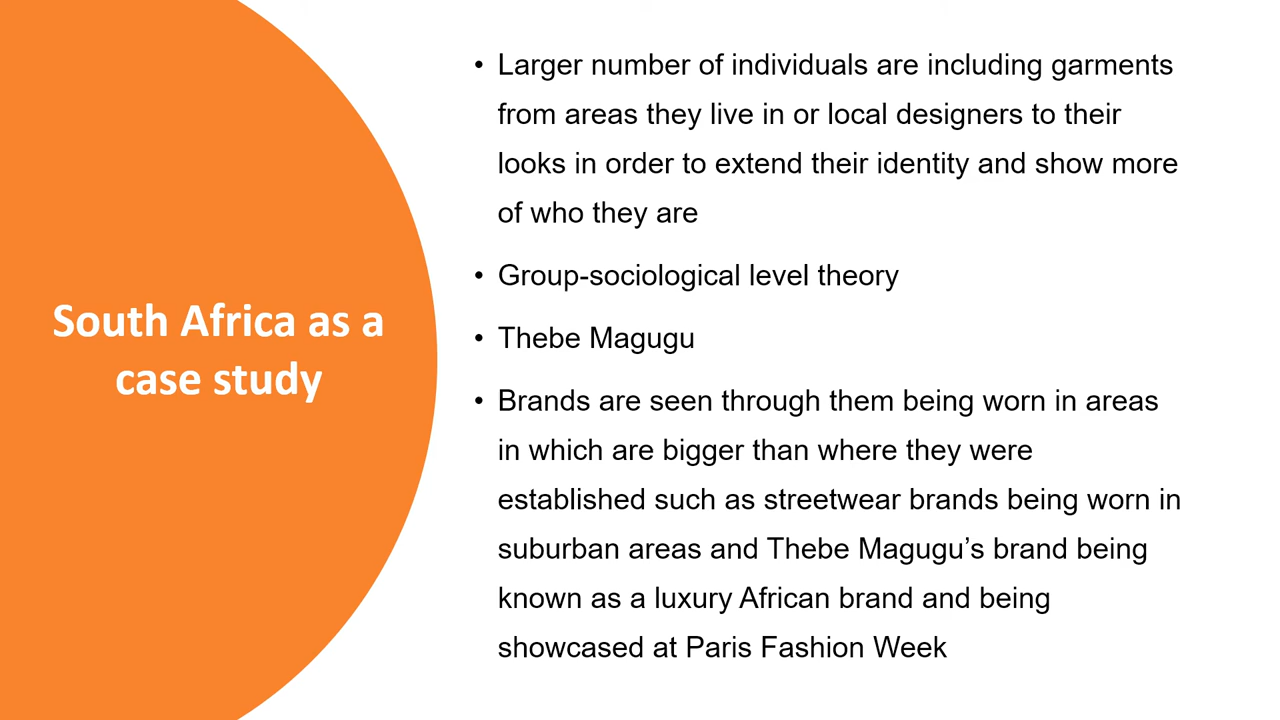 South Africa as a
case study
• Larger number of individuals are including garments
from areas they live in or local designers to their
looks in order to extend their identity and show more
of who they are
• Group-sociological level theory
• Thebe Magugu
• Brands are seen through them being worn in areas
in which are bigger than where they were
established such as streetwear brands being worn in
suburban areas and Thebe Magugu’s brand being
known as a luxury African brand and being
showcased at Paris Fashion Week